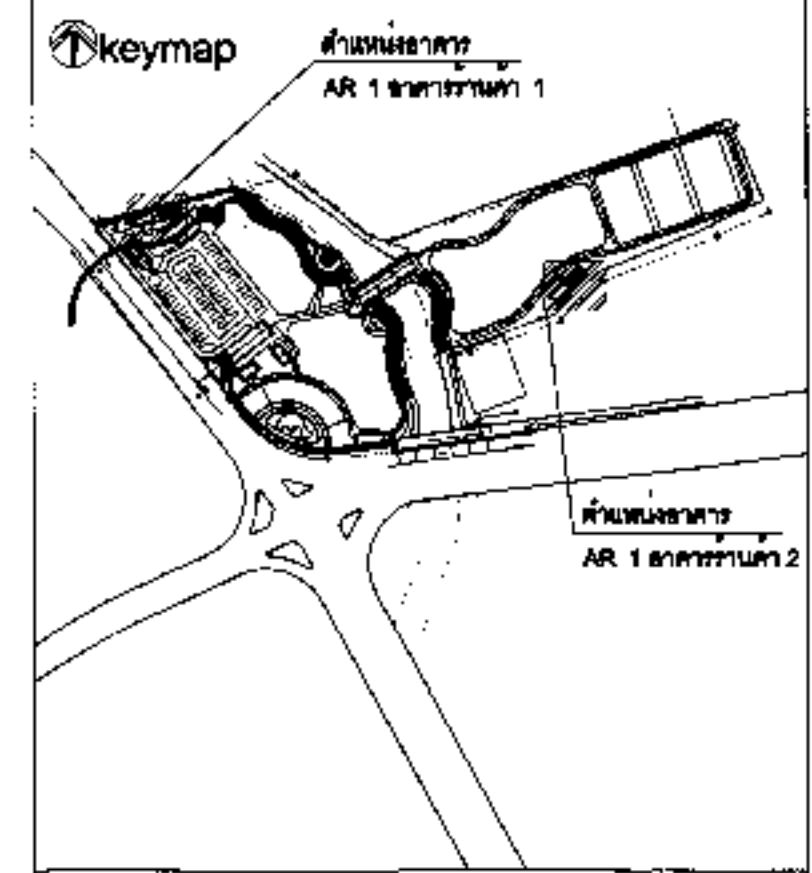 keymap
ตำแหน่งอาคาร
AR 1 อาคารร้านค้า 1
ตำแหน่งอาคาร
AR 1 อาคารร้านค้า 2